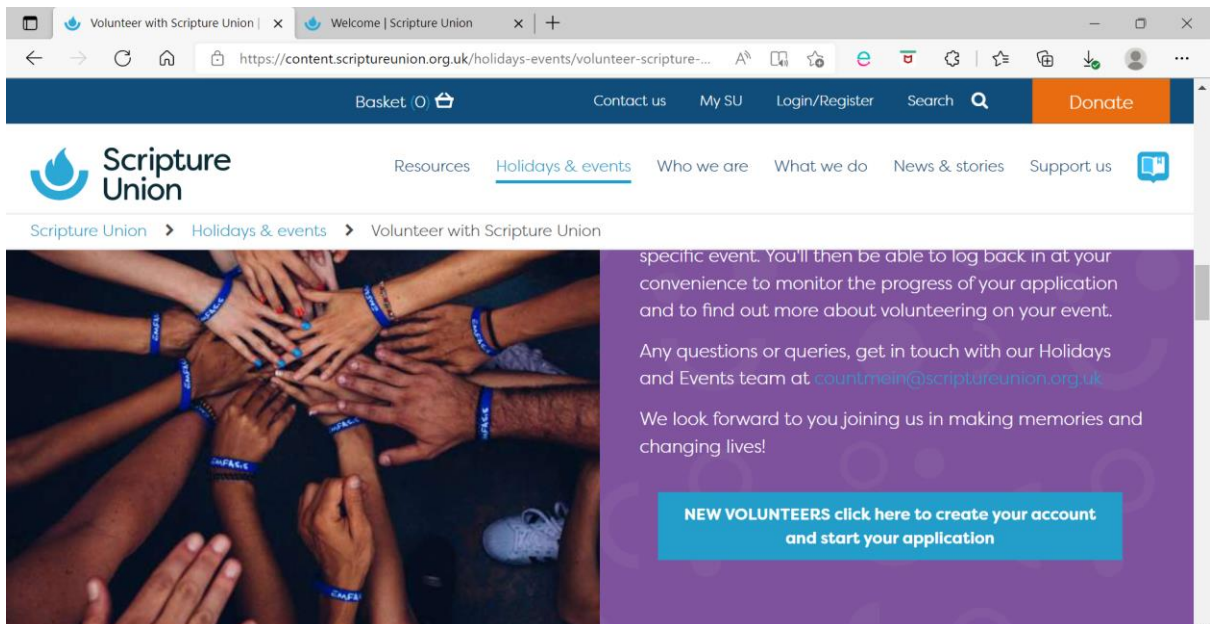 Volunteer with Scripture Union |
Welcome | Scripture Union
https://content.scriptureunion.org.uk/holidays-events/volunteer-scripture-...
Basket (0) Contact us My SU Login/Register Search Donate
Scripture
Union
Resources Holidays & events Who we are What we do News & stories Support us
Scripture Union > Holidays & events > Volunteer with Scripture Union
specific event. You'll then be able to log back in at your
convenience to monitor the progress of your application
and to find out more about volunteering on your event.
Any questions or queries, get in touch with our Holidays
and Events team at countmein@scriptureunion.org.uk
We look forward to you joining us in making memories and
changing lives!
NEW VOLUNTEERS click here to create your account
and start your application
EMFASIS